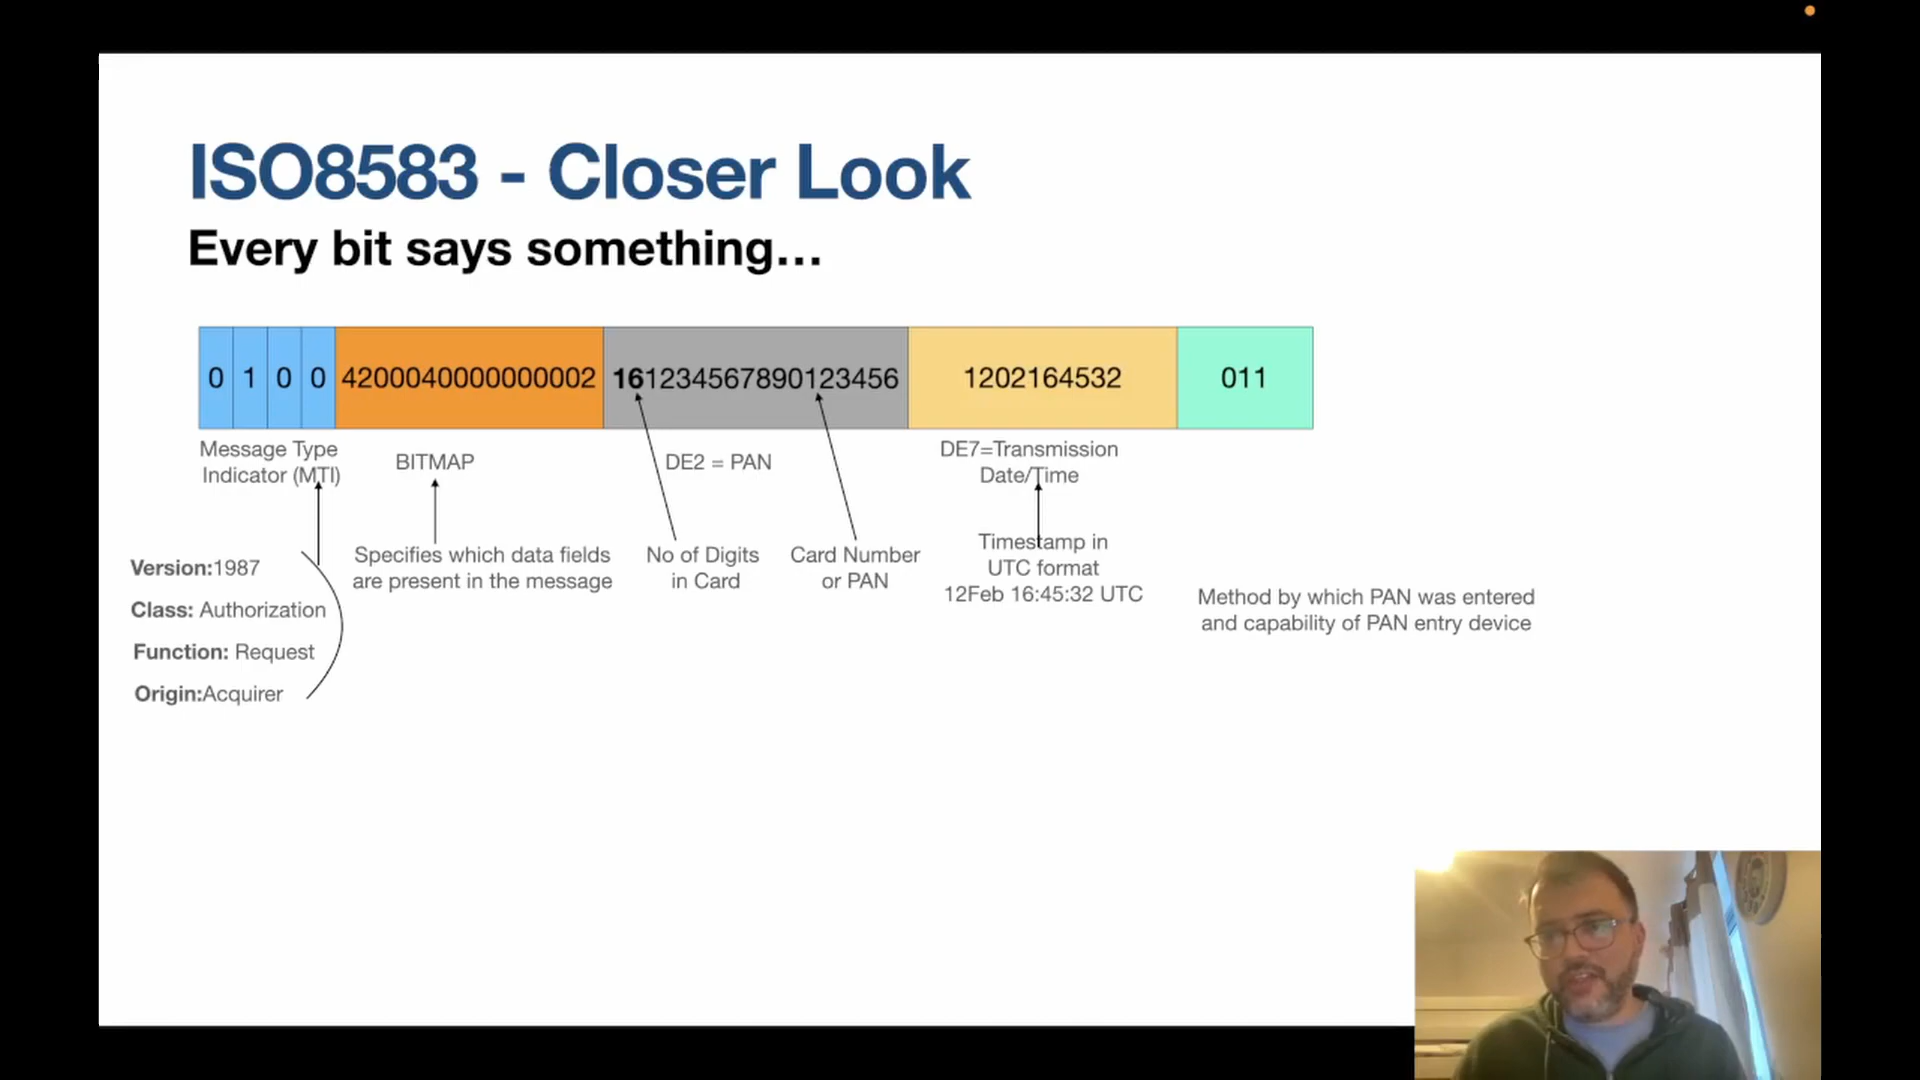 ISO8583 - Closer Look
Every bit says something...
0 1 0 0 4200040000000002 161234567890123456 1202164532 011
Message Type
Indicator (MTI)
BITMAP
DE2 = PAN
DE7=Transmission
Date/Time
Version:1987
Class: Authorization
Function: Request
Origin:Acquirer
Specifies which data fields
are present in the message
No of Digits
in Card
Card Number
or PAN
Timestamp in
UTC format
12Feb 16:45:32 UTC
Method by which PAN was entered
and capability of PAN entry device